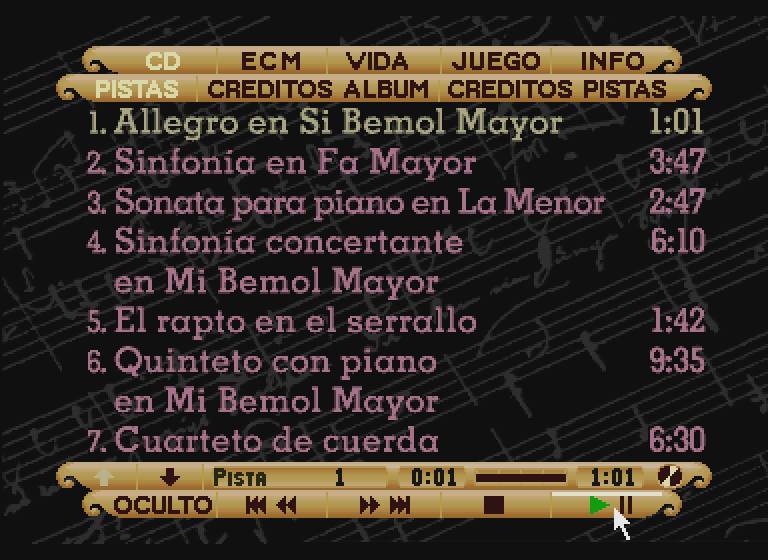 CD ECM VIDA JUEGO INFO
PISTAS CREDITOS ALBUM CREDITOS PISTAS
1. Allegro en Si Bemol Mayor 1:01
2. Sinfonía en Fa Mayor 3:47
3. Sonata para piano en La Menor 2:47
4. Sinfonía concertante 6:10
en Mi Bemol Mayor
5. El rapto en el serrallo 1:42
6. Quinteto con piano 9:35
en Mi Bemol Mayor
7. Cuarteto de cuerda 6:30
PISTA 1 0:01 1:01
OCULTO